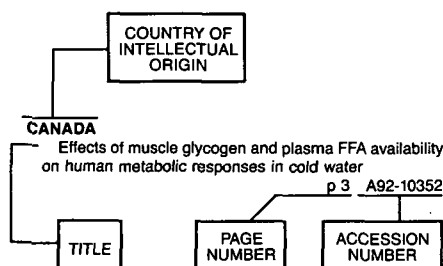 COUNTRY OF
INTELLECTUAL
ORIGIN
CANADA
Effects of muscle glycogen and plasma FFA availability
on human metabolic responses in cold water
p 3 A92-10352
TITLE
PAGE
NUMBER
ACCESSION
NUMBER